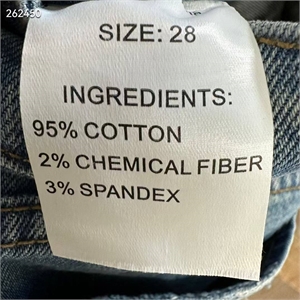 262450
SIZE: 28
INGREDIENTS:
95% COTTON
2% CHEMICAL FIBER
3% SPANDEX